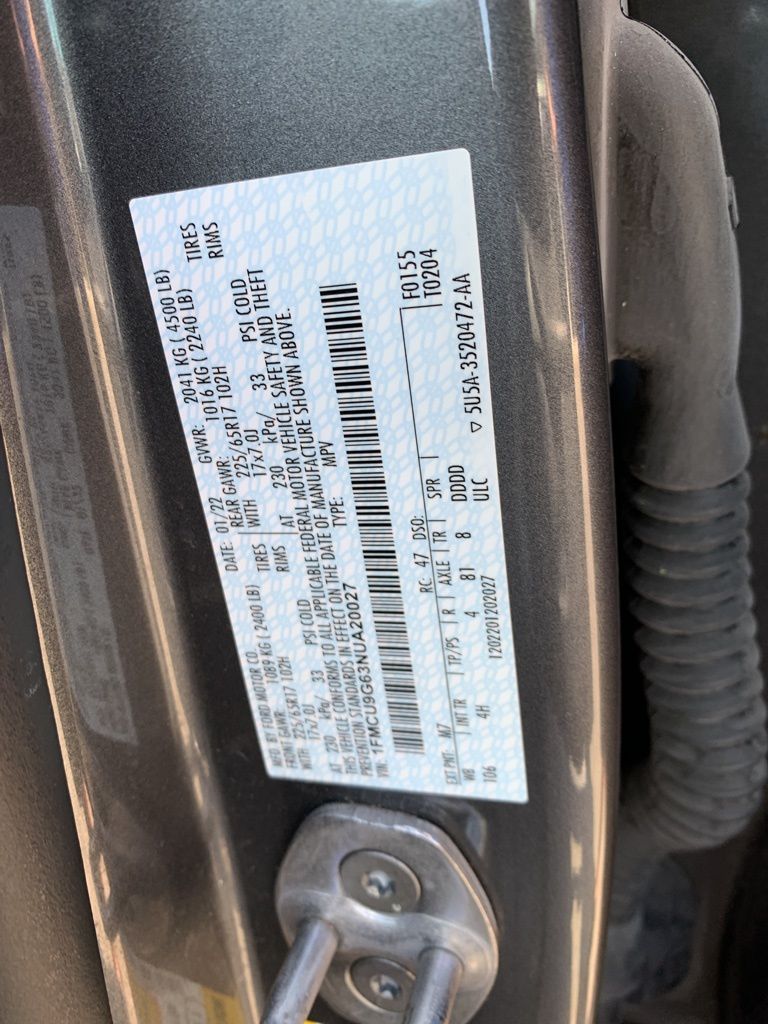 MFD. BY FORD MOTOR CO.
DATE: 01/22 GVWR: 2041 KG ( 4500 LB)
FRONT GAWR: 1089 KG ( 2400 LB) REAR GAWR: 1016 KG ( 2240 LB)
WITH 225/65R17 102H TIRES WITH 225/65R17 102H TIRES
17x7.0J RIMS 17x7.0J RIMS
AT 230 kPa/ 33 PSI COLD AT 230 kPa/ 33 PSI COLD
THIS VEHICLE CONFORMS TO ALL APPLICABLE FEDERAL MOTOR VEHICLE SAFETY AND THEFT
PREVENTION STANDARDS IN EFFECT ON THE DATE OF MANUFACTURE SHOWN ABOVE.
VIN: 1FMCU9G63NUA20027 TYPE: MPV
F0155
T0204
EXT PNT: M7 RC: 47 DSO:
WB INT TR TP/PS R AXLE TR SPR
106 4H 4 81 8 DDDD
1202201202027 ULC
▽ 5U5A-3520472-AA